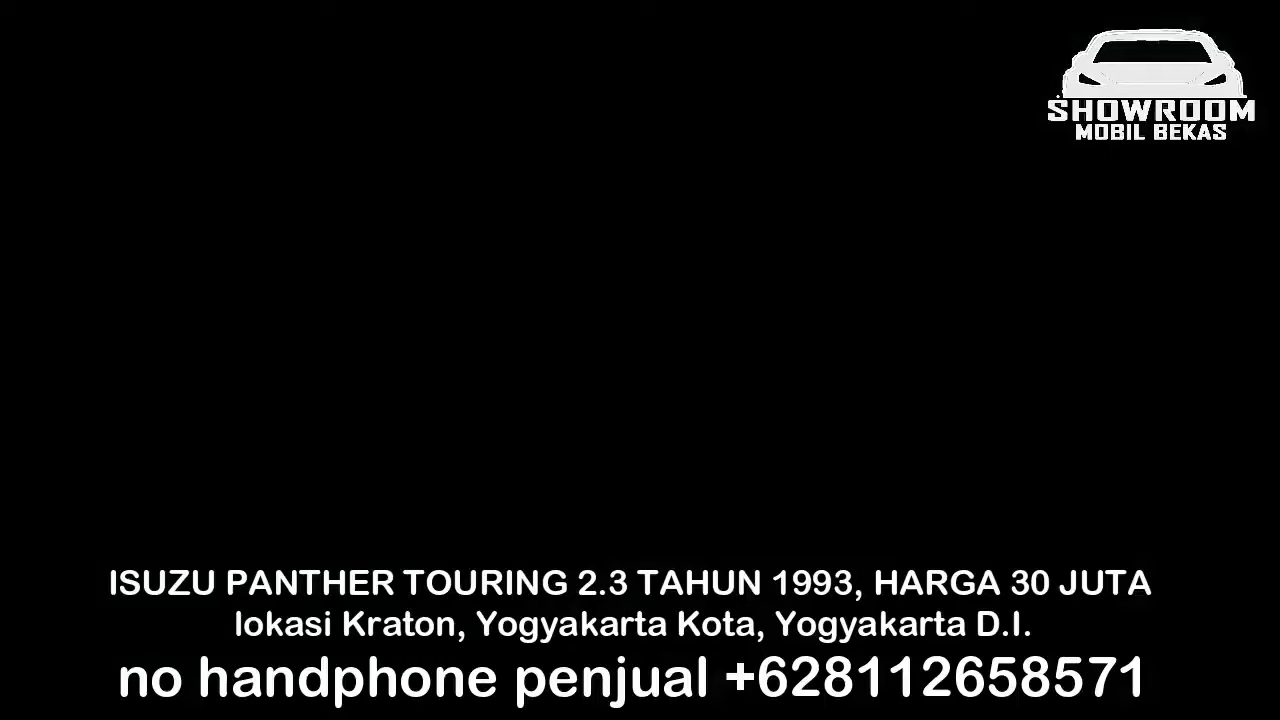 SHOWROOM
MOBIL BEKAS
ISUZU PANTHER TOURING 2.3 TAHUN 1993, HARGA 30 JUTA
lokasi Kraton, Yogyakarta Kota, Yogyakarta D.I.
no handphone penjual +628112658571